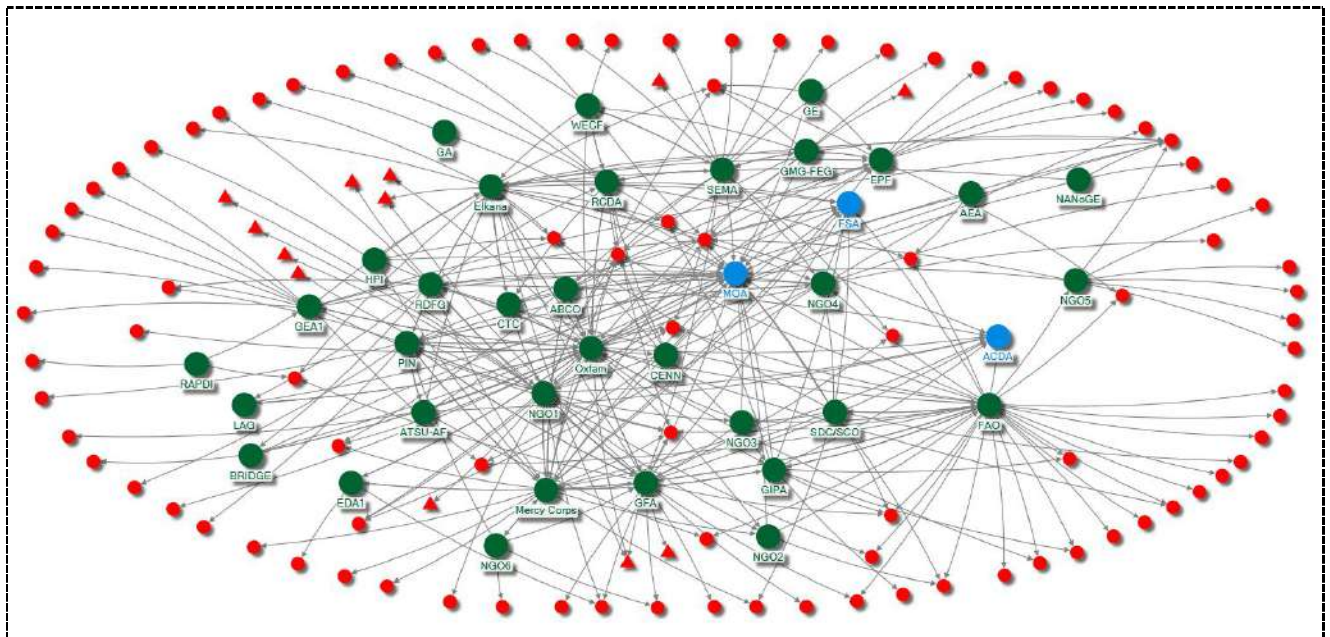 GE
WECF
GA
GMG-FEG
EPF
SEMA
Elkana
RCDA
NANoGE
AEA
FSA
HPI
RDFG
MOA
NGO4
NGO5
GEA1
CTC
ABCO
ACDA
PIN
Oxfam
CENN
RAPDI
NGO1
LAG
ATSU-AF
NGO3
SDC/SCO
FAO
BRIDGE
GIPA
EDA1
Mercy Corps
GFA
NGO2
NGO6